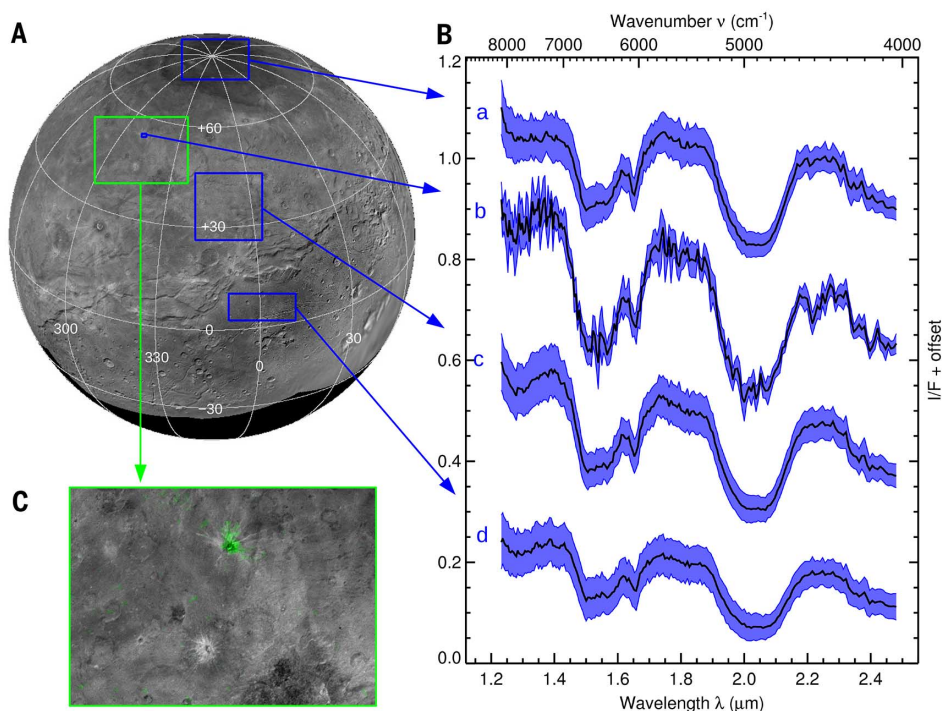 A
+60
+30
300
0
330
30
0
-30
C
B
Wavenumber ν (cm⁻¹)
8000 7000 6000 5000 4000
1.2
a
1.0
b
0.8
0.6
c
0.4
d
0.2
0.0
I/F + offset
1.2 1.4 1.6 1.8 2.0 2.2 2.4
Wavelength λ (μm)